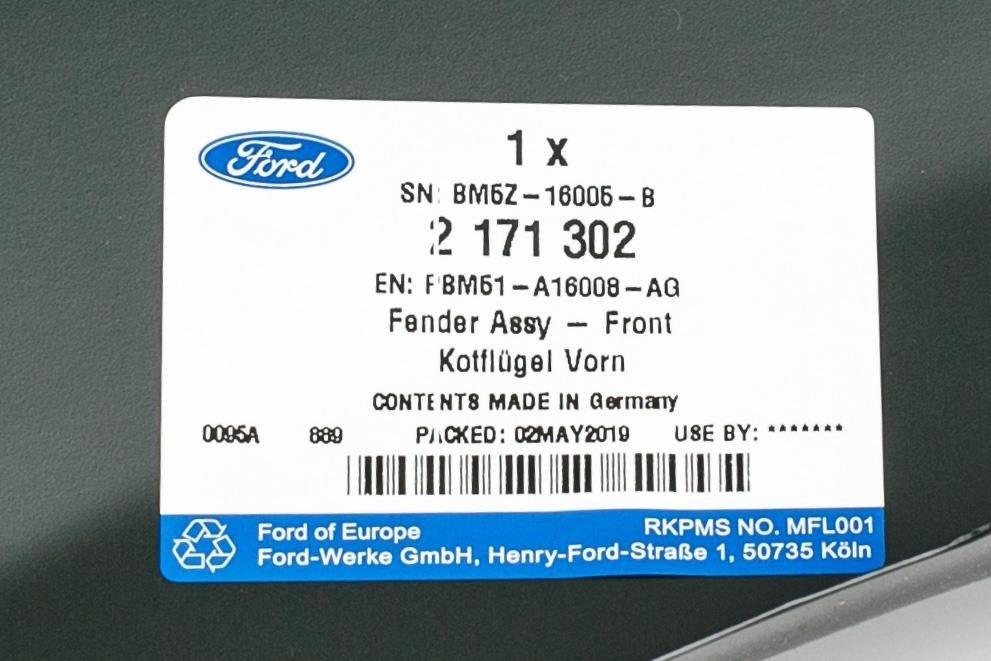 Ford
1 x
SN: BM5Z-16005-B
2 171 302
EN: PBM51-A16008-AG
Fender Assy - Front
Kotflügel Vorn
CONTENTS MADE IN Germany
0095A 889 PACKED: 02MAY2019 USE BY: *******
Ford of Europe RKPMS NO. MFL001
Ford-Werke GmbH, Henry-Ford-Straße 1, 50735 Köln